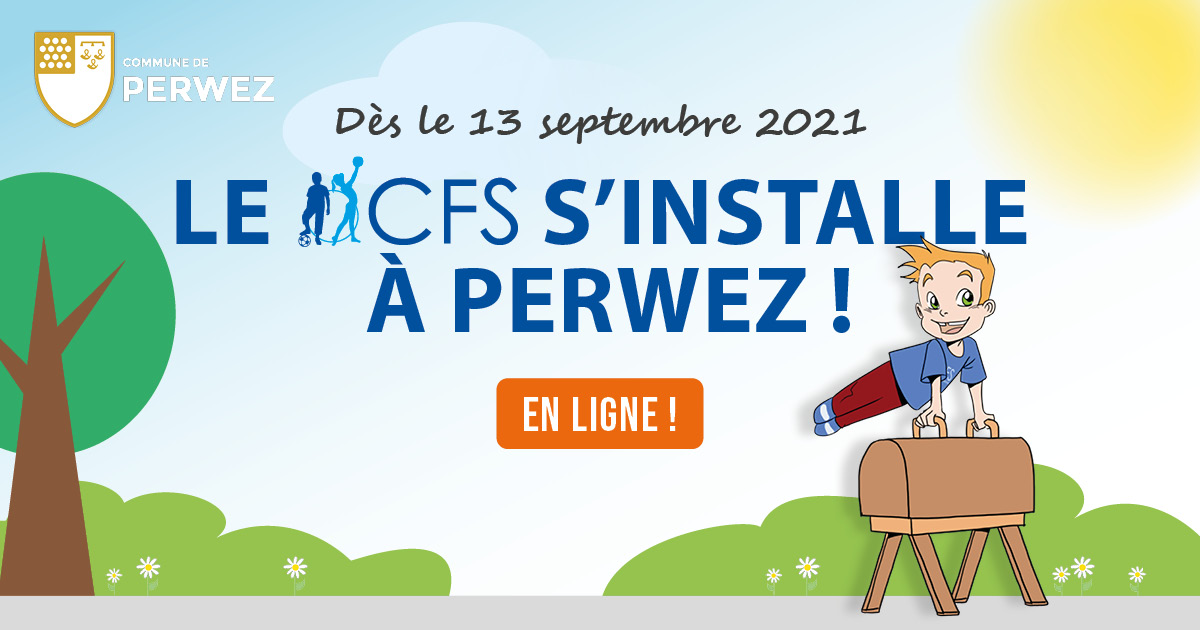 COMMUNE DE
PERWEZ
Dès le 13 septembre 2021
LE CFS S'INSTALLE
À PERWEZ !
EN LIGNE !